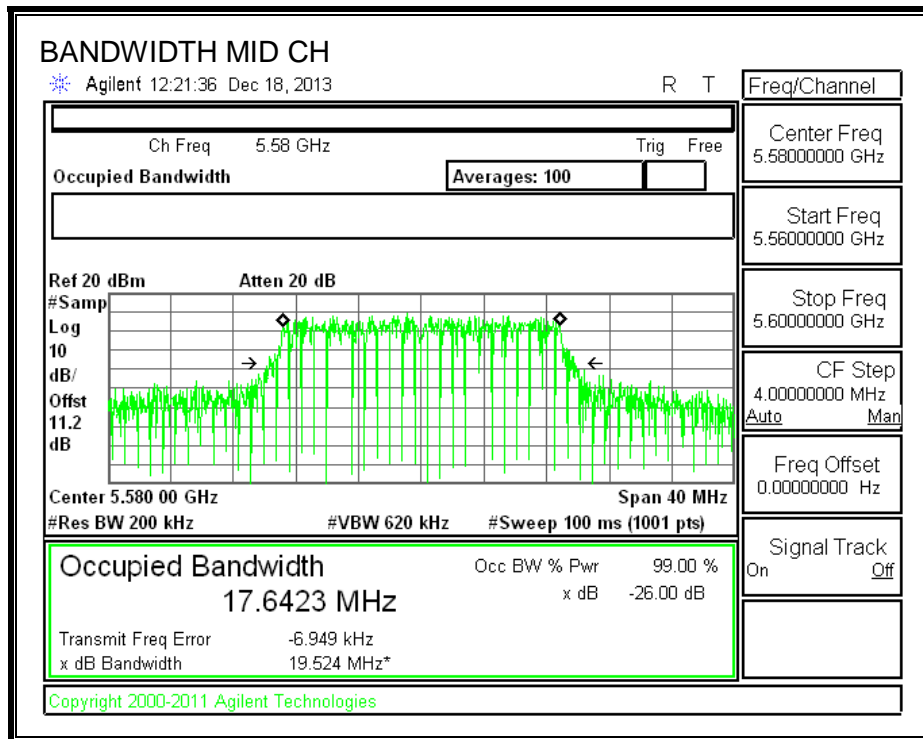 BANDWIDTH MID CH
Agilent 12:21:36 Dec 18, 2013 R T
Ch Freq 5.58 GHz Trig Free
Occupied Bandwidth Averages: 100
Ref 20 dBm Atten 20 dB
#Samp
Log
10
dB/
Offst
11.2
dB
Center 5.580 00 GHz Span 40 MHz
#Res BW 200 kHz #VBW 620 kHz #Sweep 100 ms (1001 pts)
Occupied Bandwidth Occ BW % Pwr 99.00 %
17.6423 MHz x dB -26.00 dB
Transmit Freq Error -6.949 kHz
x dB Bandwidth 19.524 MHz*
Copyright 2000-2011 Agilent Technologies
Freq/Channel
Center Freq
5.58000000 GHz
Start Freq
5.56000000 GHz
Stop Freq
5.60000000 GHz
CF Step
4.00000000 MHz
Auto Man
Freq Offset
0.00000000 Hz
Signal Track
On Off